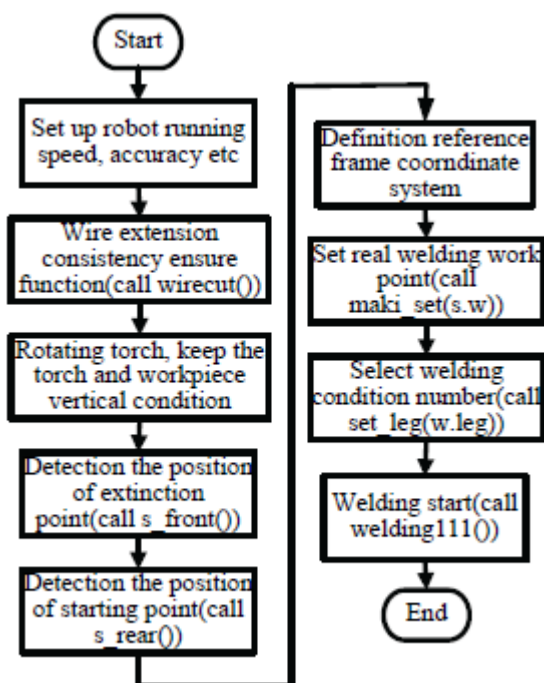 Start
Set up robot running
speed, accuracy etc
Wire extension
consistency ensure
function(call wirecut())
Rotating torch, keep the
torch and workpiece
vertical condition
Detection the position
of extinction
point(call s_front())
Detection the position
of starting point(call
s_rear())
Definition reference
frame coorndinate
system
Set real welding work
point(call
maki_set(s.w))
Select welding
condition number(call
set_leg(w.leg))
Welding start(call
welding111())
End